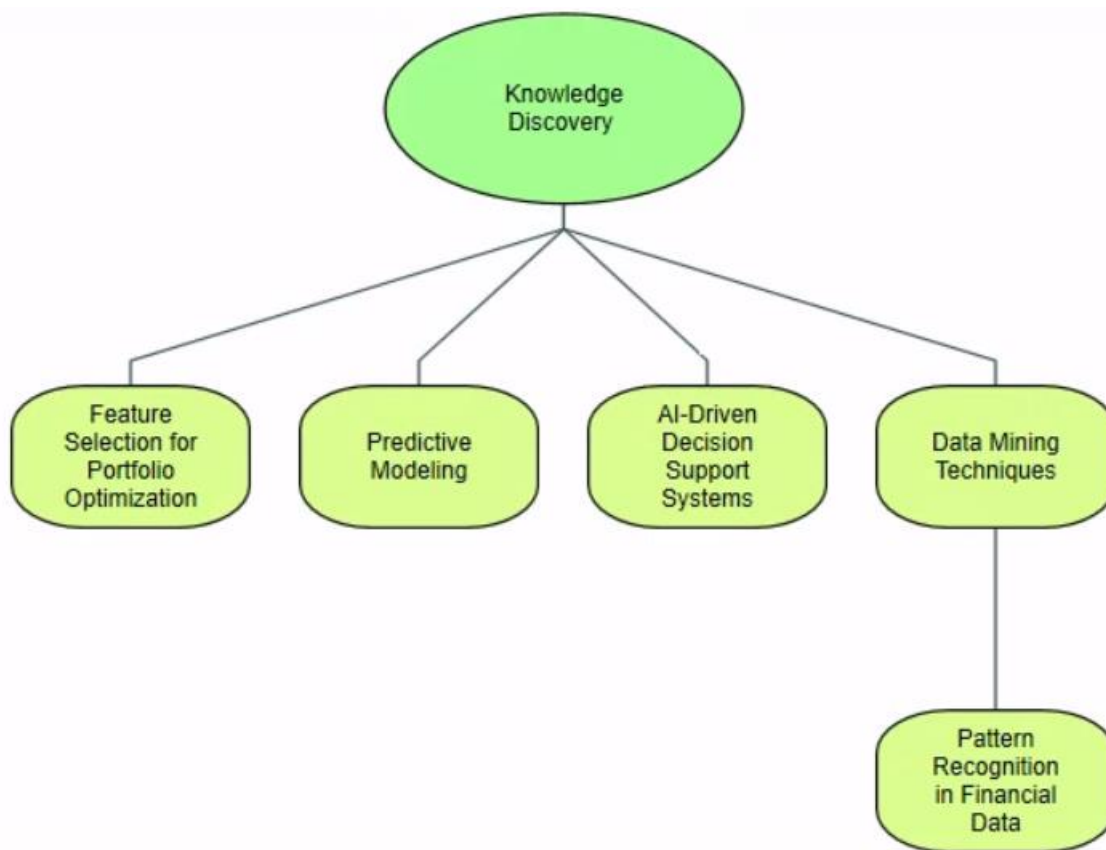 Knowledge
Discovery
Feature
Selection for
Portfolio
Optimization
Predictive
Modeling
AI-Driven
Decision
Support
Systems
Data Mining
Techniques
Pattern
Recognition
in Financial
Data